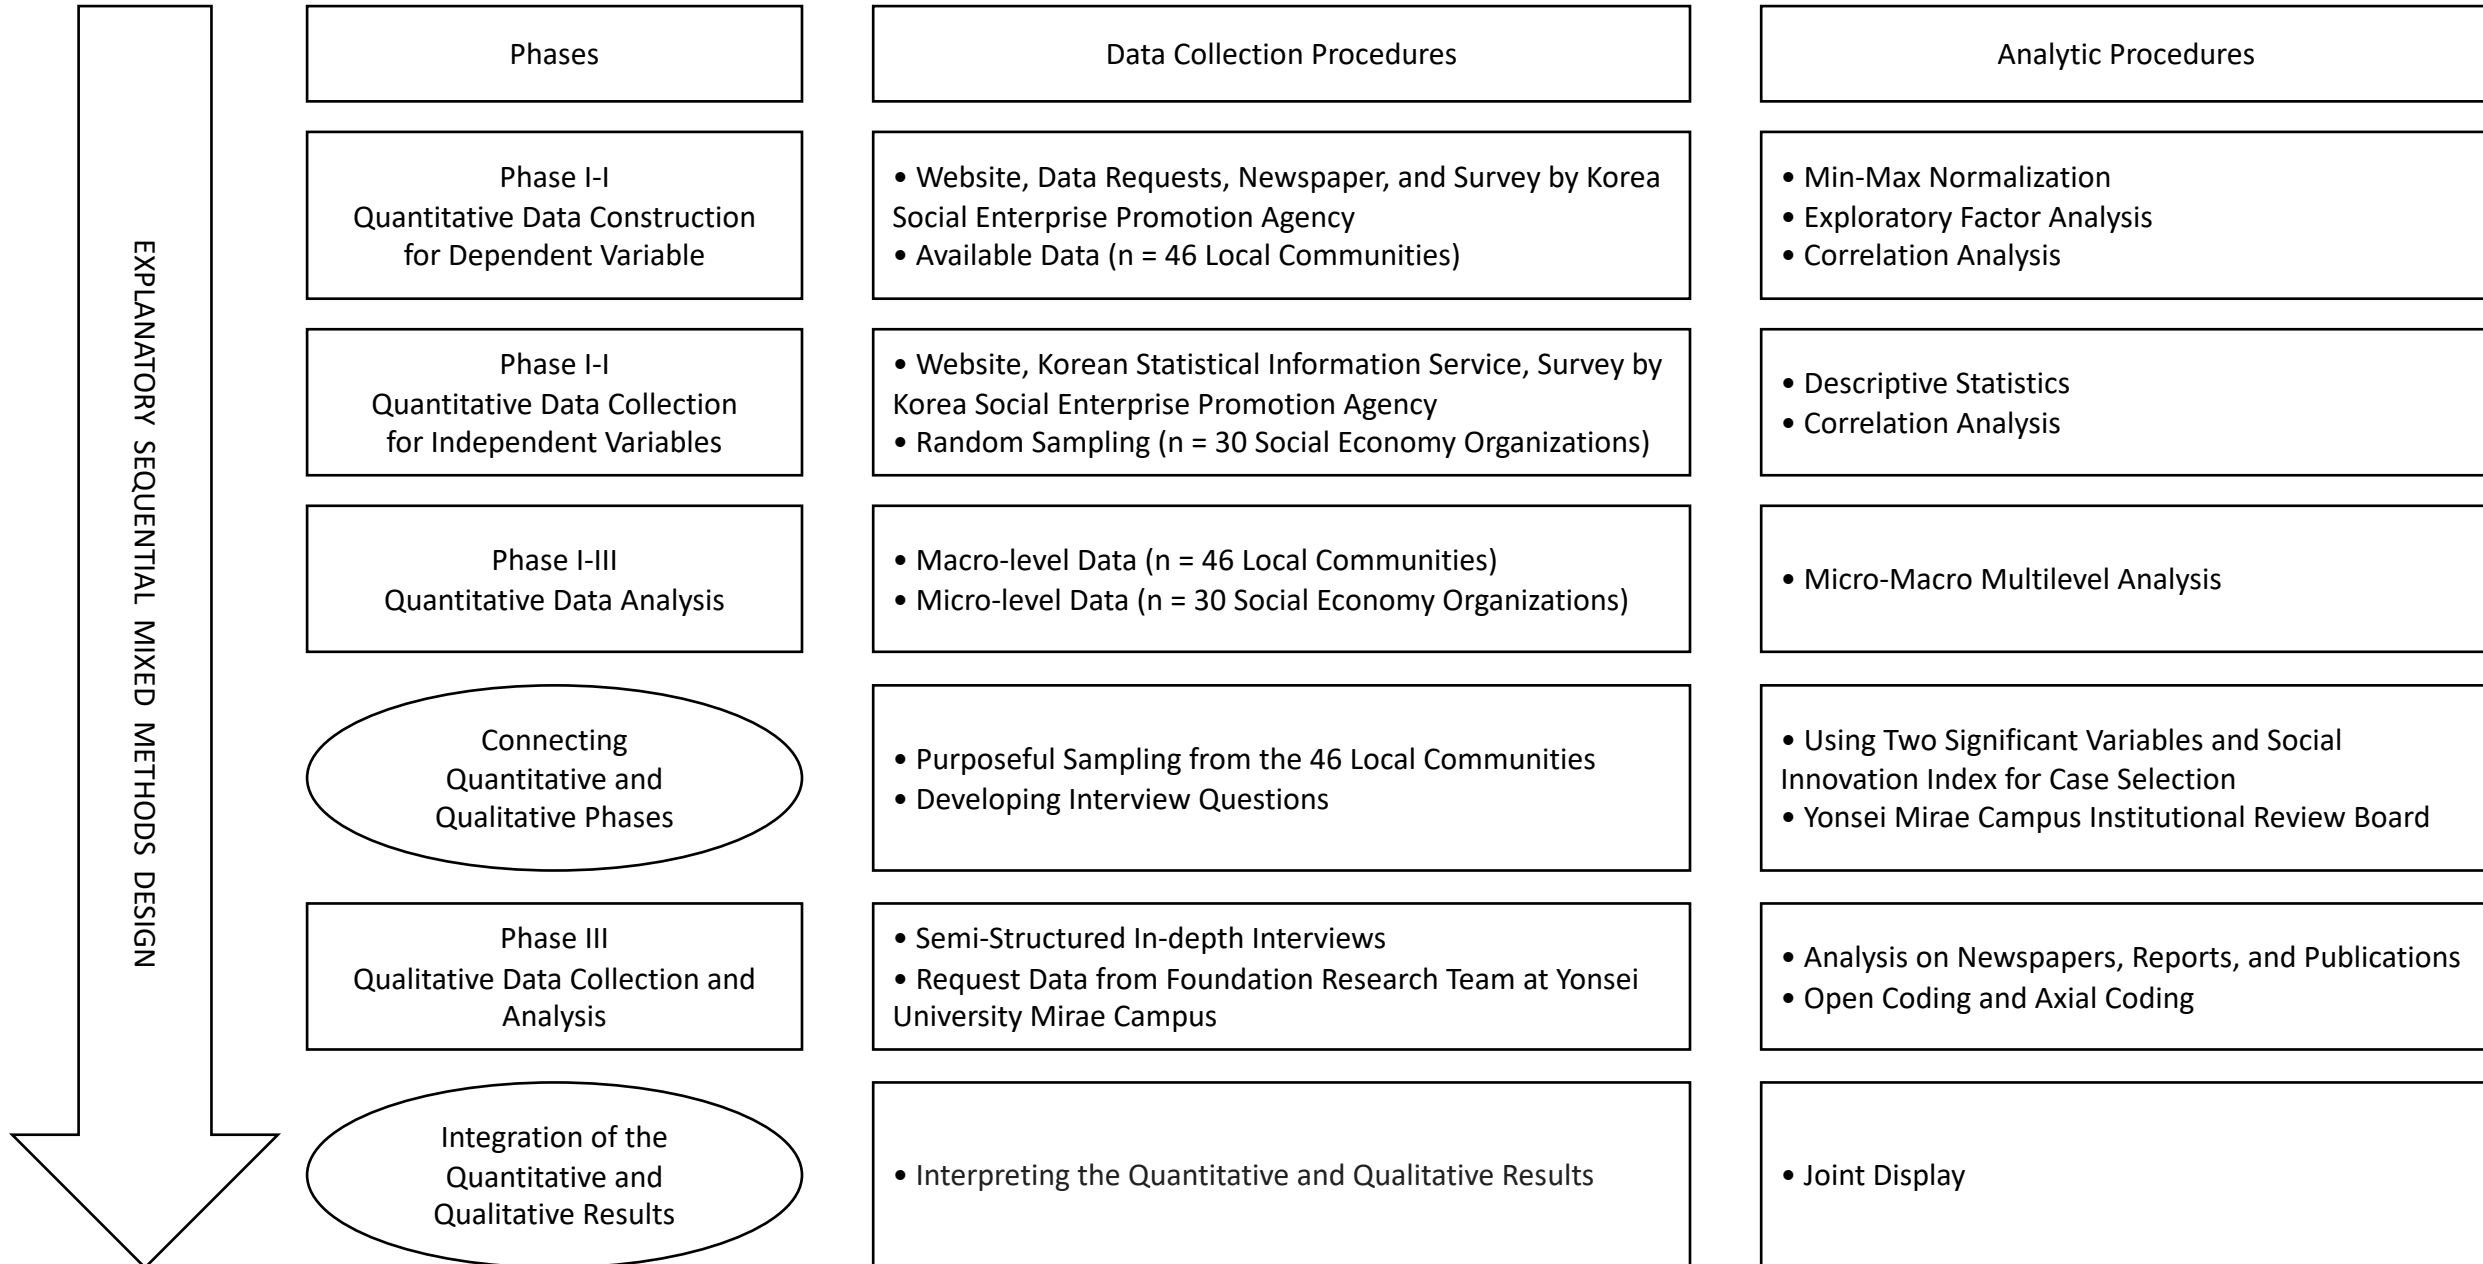 EXPLANATORY SEQUENTIAL MIXED METHODS DESIGN
Phases
Data Collection Procedures
Analytic Procedures
Phase I-I
Quantitative Data Construction
for Dependent Variable
• Website, Data Requests, Newspaper, and Survey by Korea
Social Enterprise Promotion Agency
• Available Data (n = 46 Local Communities)
• Min-Max Normalization
• Exploratory Factor Analysis
• Correlation Analysis
Phase I-I
Quantitative Data Collection
for Independent Variables
• Website, Korean Statistical Information Service, Survey by
Korea Social Enterprise Promotion Agency
• Random Sampling (n = 30 Social Economy Organizations)
• Descriptive Statistics
• Correlation Analysis
Phase I-III
Quantitative Data Analysis
• Macro-level Data (n = 46 Local Communities)
• Micro-level Data (n = 30 Social Economy Organizations)
• Micro-Macro Multilevel Analysis
Connecting
Quantitative and
Qualitative Phases
• Purposeful Sampling from the 46 Local Communities
• Developing Interview Questions
• Using Two Significant Variables and Social
Innovation Index for Case Selection
• Yonsei Mirae Campus Institutional Review Board
Phase III
Qualitative Data Collection and
Analysis
• Semi-Structured In-depth Interviews
• Request Data from Foundation Research Team at Yonsei
University Mirae Campus
• Analysis on Newspapers, Reports, and Publications
• Open Coding and Axial Coding
Integration of the
Quantitative and
Qualitative Results
• Interpreting the Quantitative and Qualitative Results
• Joint Display